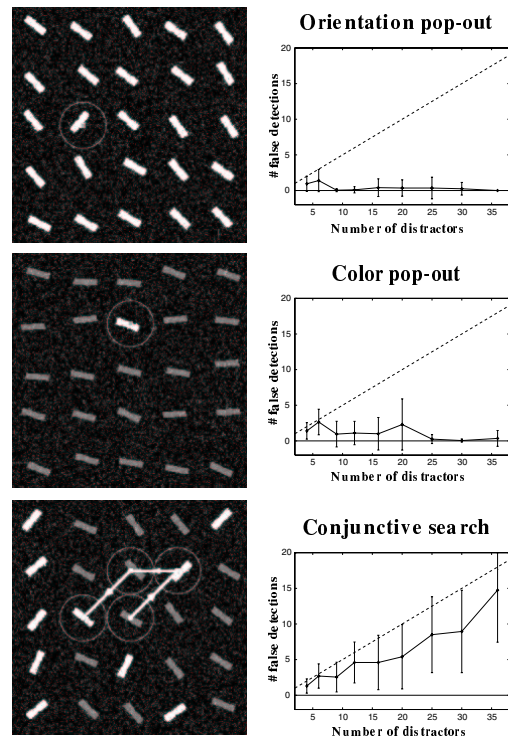 Orientation pop-out
20
15
10
5
0
# false detections
5 10 15 20 25 30 35
Number of distractors
Color pop-out
20
15
10
5
0
# false detections
5 10 15 20 25 30 35
Number of distractors
Conjunctive search
20
15
10
5
0
# false detections
5 10 15 20 25 30 35
Number of distractors